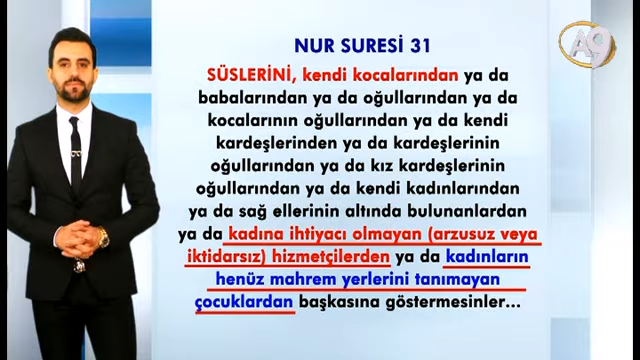 A9
NUR SURESİ 31
SÜSLERİNİ, kendi kocalarından ya da
babalarından ya da oğullarından ya da
kocalarının oğullarından ya da kendi
kardeşlerinden ya da kardeşlerinin
oğullarından ya da kız kardeşlerinin
oğullarından ya da kendi kadınlarından
ya da sağ ellerinin altında bulunanlardan
ya da kadına ihtiyacı olmayan (arzusuz veya
iktidarsız) hizmetçilerden ya da kadınların
henüz mahrem yerlerini tanımayan
çocuklardan başkasına göstermesinler...